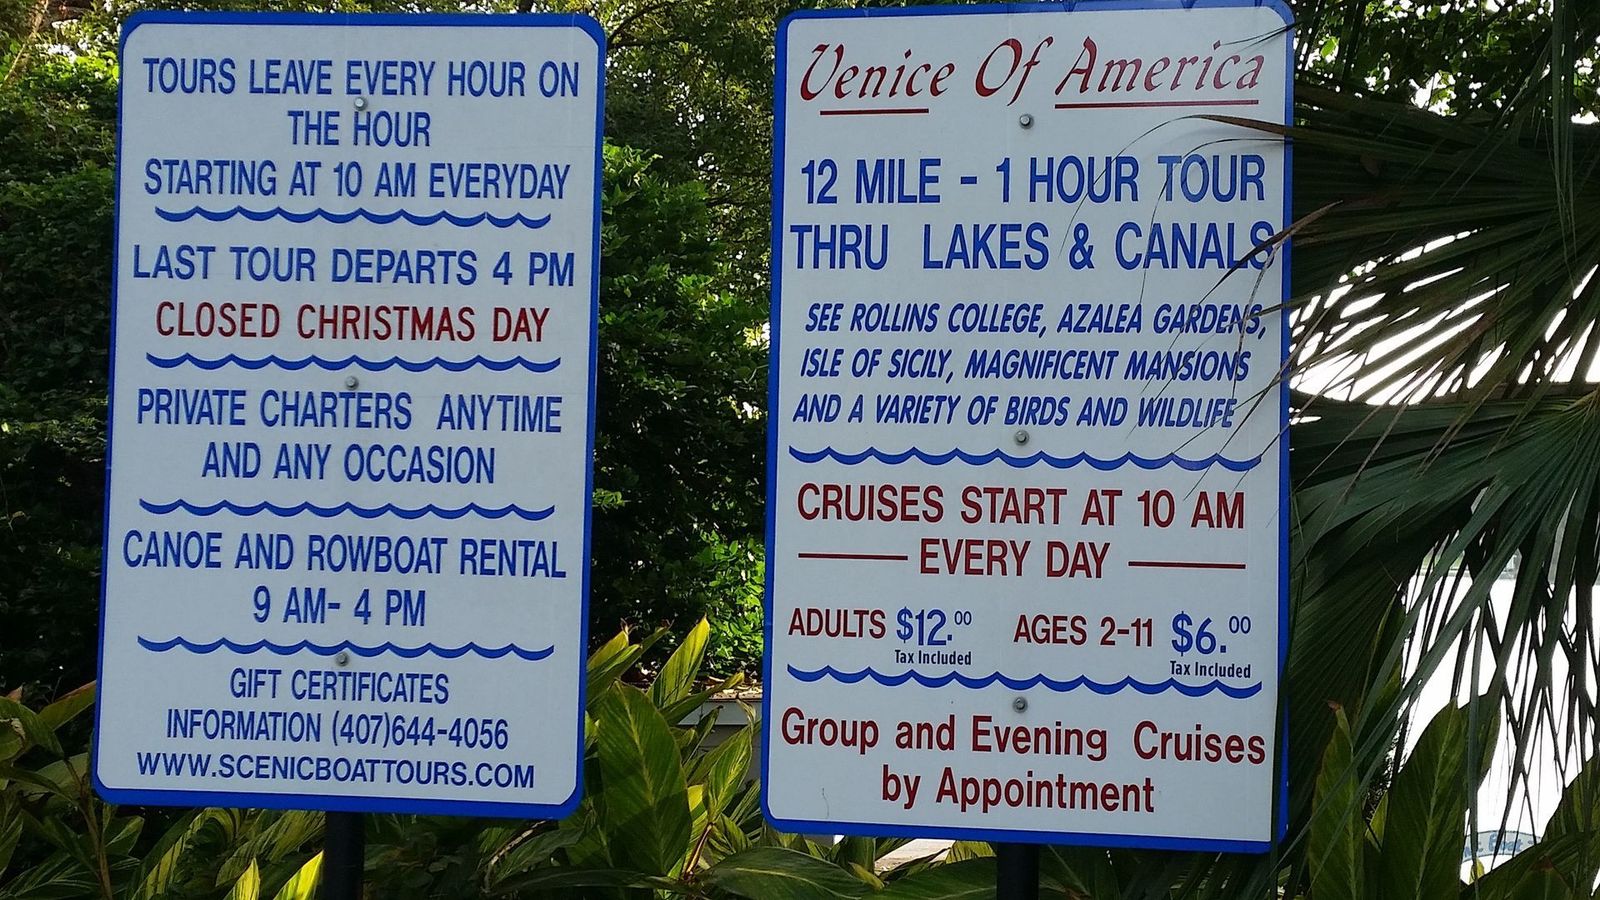 TOURS LEAVE EVERY HOUR ON
THE HOUR
STARTING AT 10 AM EVERYDAY
LAST TOUR DEPARTS 4 PM
CLOSED CHRISTMAS DAY
PRIVATE CHARTERS ANYTIME
AND ANY OCCASION
CANOE AND ROWBOAT RENTAL
9 AM- 4 PM
GIFT CERTIFICATES
INFORMATION (407)644-4056
WWW.SCENICBOATTOURS.COM
Venice Of America
12 MILE - 1 HOUR TOUR
THRU LAKES & CANALS
SEE ROLLINS COLLEGE, AZALEA GARDENS,
ISLE OF SICILY, MAGNIFICENT MANSIONS
AND A VARIETY OF BIRDS AND WILDLIFE
CRUISES START AT 10 AM
EVERY DAY
ADULTS $12.00 AGES 2-11 $6.00
Tax Included Tax Included
Group and Evening Cruises
by Appointment